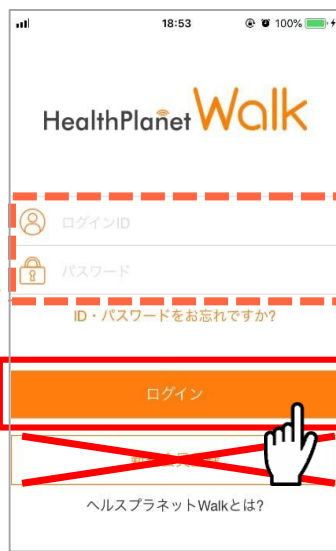 18:53 100%
HealthPlanet Walk
ログインID
パスワード
ID・パスワードをお忘れですか?
ログイン
ヘルスプラネットWalkとは?